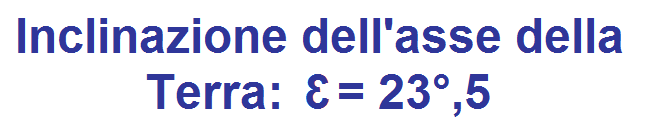 Inclinazione dell'asse della
Terra: Ɛ = 23°,5